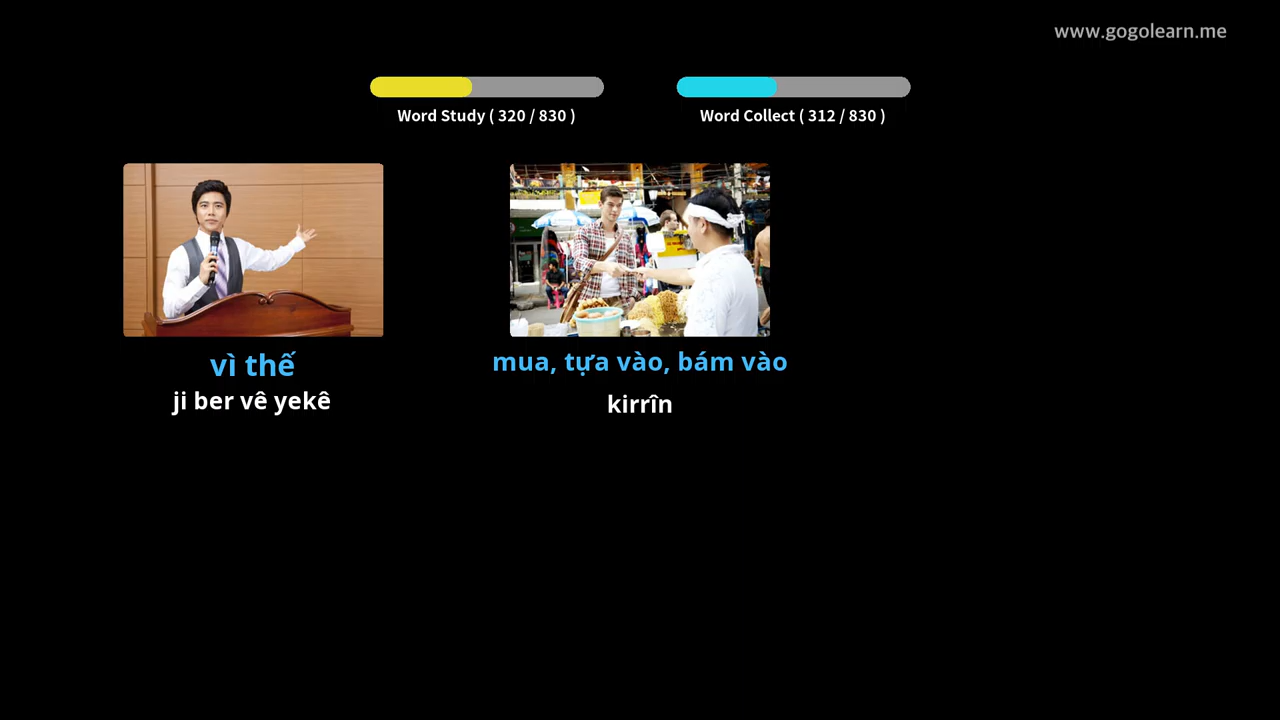 www.gogolearn.me
Word Study ( 320 / 830 )
Word Collect ( 312 / 830 )
vì thế
ji ber vê yekê
mua, tựa vào, bám vào
kirrîn